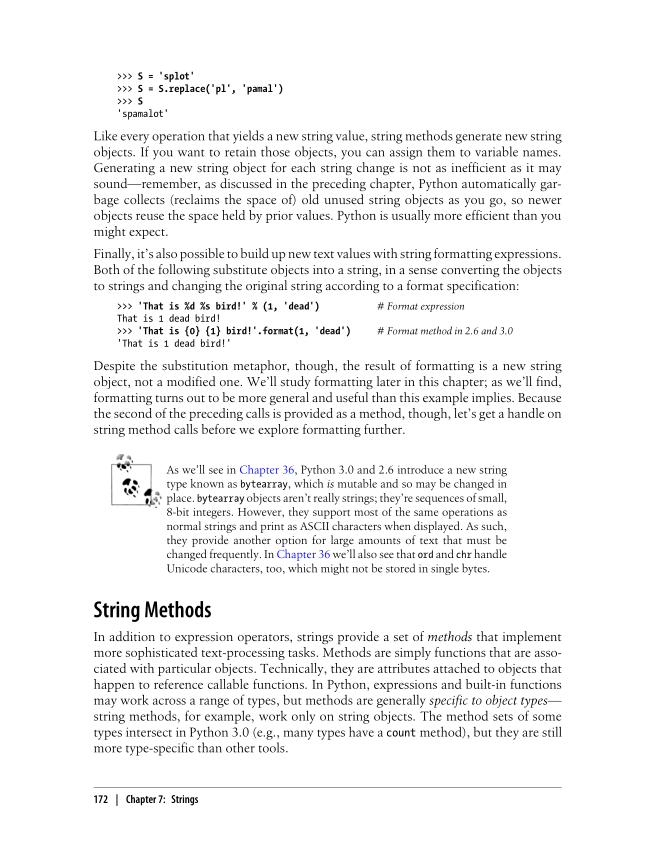 >>> S = 'splot'
>>> S = S.replace('pl', 'pamal')
>>> S
'spamalot'
Like every operation that yields a new string value, string methods generate new string
objects. If you want to retain those objects, you can assign them to variable names.
Generating a new string object for each string change is not as inefficient as it may
sound—remember, as discussed in the preceding chapter, Python automatically gar-
bage collects (reclaims the space of) old unused string objects as you go, so newer
objects reuse the space held by prior values. Python is usually more efficient than you
might expect.
Finally, it's also possible to build up new text values with string formatting expressions.
Both of the following substitute objects into a string, in a sense converting the objects
to strings and changing the original string according to a format specification:
>>> 'That is %d %s bird!' % (1, 'dead') # Format expression
That is 1 dead bird!
>>> 'That is {0} {1} bird!'.format(1, 'dead') # Format method in 2.6 and 3.0
'That is 1 dead bird!'
Despite the substitution metaphor, though, the result of formatting is a new string
object, not a modified one. We'll study formatting later in this chapter; as we'll find,
formatting turns out to be more general and useful than this example implies. Because
the second of the preceding calls is provided as a method, though, let's get a handle on
string method calls before we explore formatting further.
As we'll see in Chapter 36, Python 3.0 and 2.6 introduce a new string
type known as bytearray, which is mutable and so may be changed in
place. bytearray objects aren't really strings; they're sequences of small,
8-bit integers. However, they support most of the same operations as
normal strings and print as ASCII characters when displayed. As such,
they provide another option for large amounts of text that must be
changed frequently. In Chapter 36 we'll also see that ord and chr handle
Unicode characters, too, which might not be stored in single bytes.
String Methods
In addition to expression operators, strings provide a set of methods that implement
more sophisticated text-processing tasks. Methods are simply functions that are asso-
ciated with particular objects. Technically, they are attributes attached to objects that
happen to reference callable functions. In Python, expressions and built-in functions
may work across a range of types, but methods are generally specific to object types—
string methods, for example, work only on string objects. The method sets of some
types intersect in Python 3.0 (e.g., many types have a count method), but they are still
more type-specific than other tools.
172 | Chapter 7: Strings